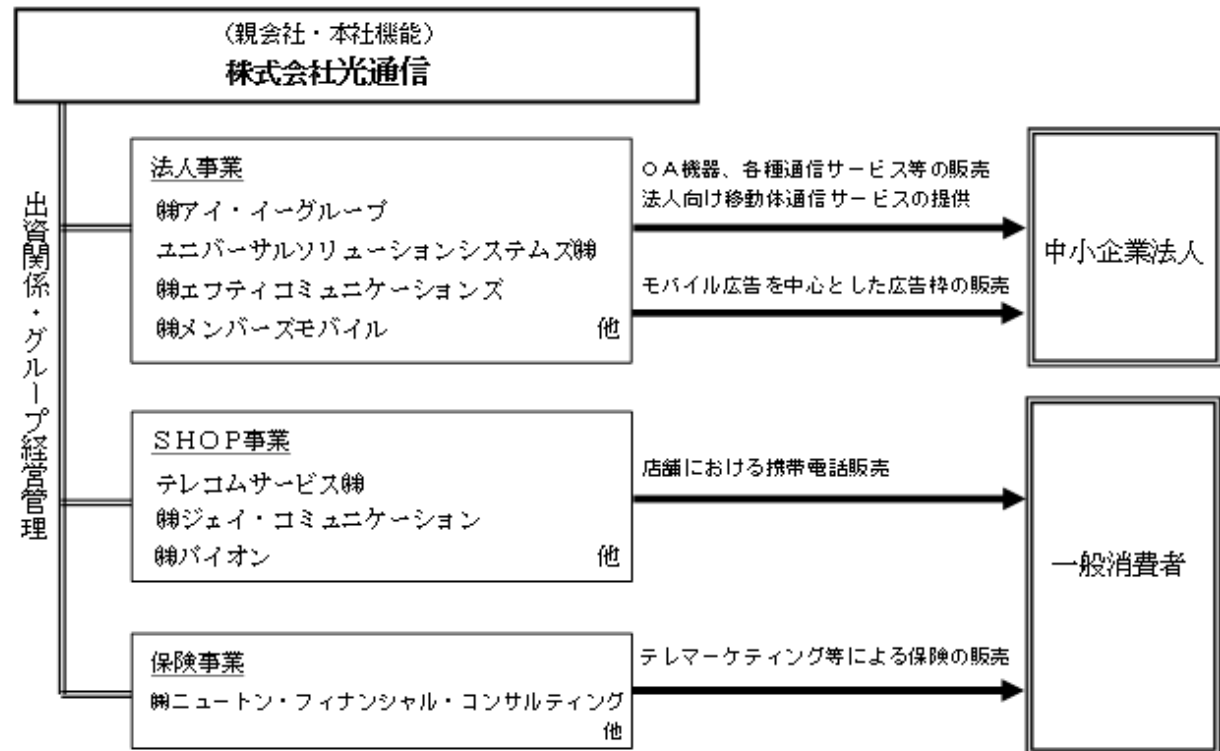 (親会社・本社機能)
株式会社光通信
出資関係・グループ経営管理
法人事業
㈱アイ・イーグループ
ユニバーサルソリューションシステムズ㈱
㈱エフティコミュニケーションズ
㈱メンバーズモバイル 他
OA機器、各種通信サービス等の販売
法人向け移動体通信サービスの提供
モバイル広告を中心とした広告枠の販売
中小企業法人
SHOP事業
テレコムサービス㈱
㈱ジェイ・コミュニケーション
㈱パイオン 他
店舗における携帯電話販売
一般消費者
保険事業
㈱ニュートン・フィナンシャル・コンサルティング
他
テレマーケティング等による保険の販売